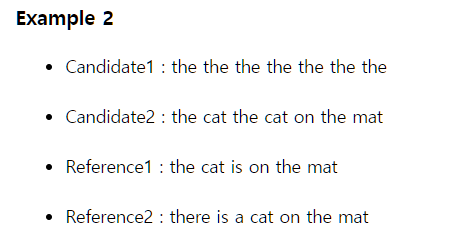 Example 2
• Candidate1 : the the the the the the the
• Candidate2 : the cat the cat on the mat
• Reference1 : the cat is on the mat
• Reference2 : there is a cat on the mat